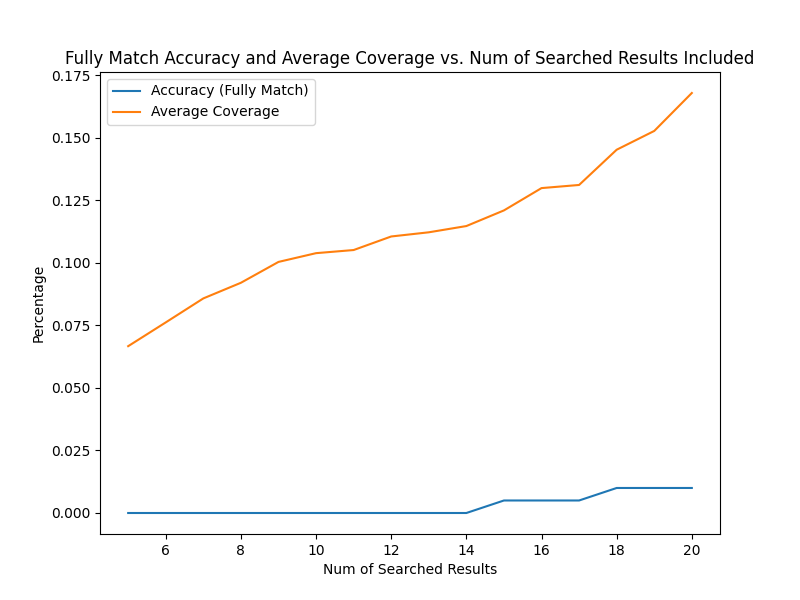 Fully Match Accuracy and Average Coverage vs. Num of Searched Results Included
Accuracy (Fully Match)
Average Coverage
0.175
0.150
0.125
0.100
0.075
0.050
0.025
0.000
Percentage
6 8 10 12 14 16 18 20
Num of Searched Results